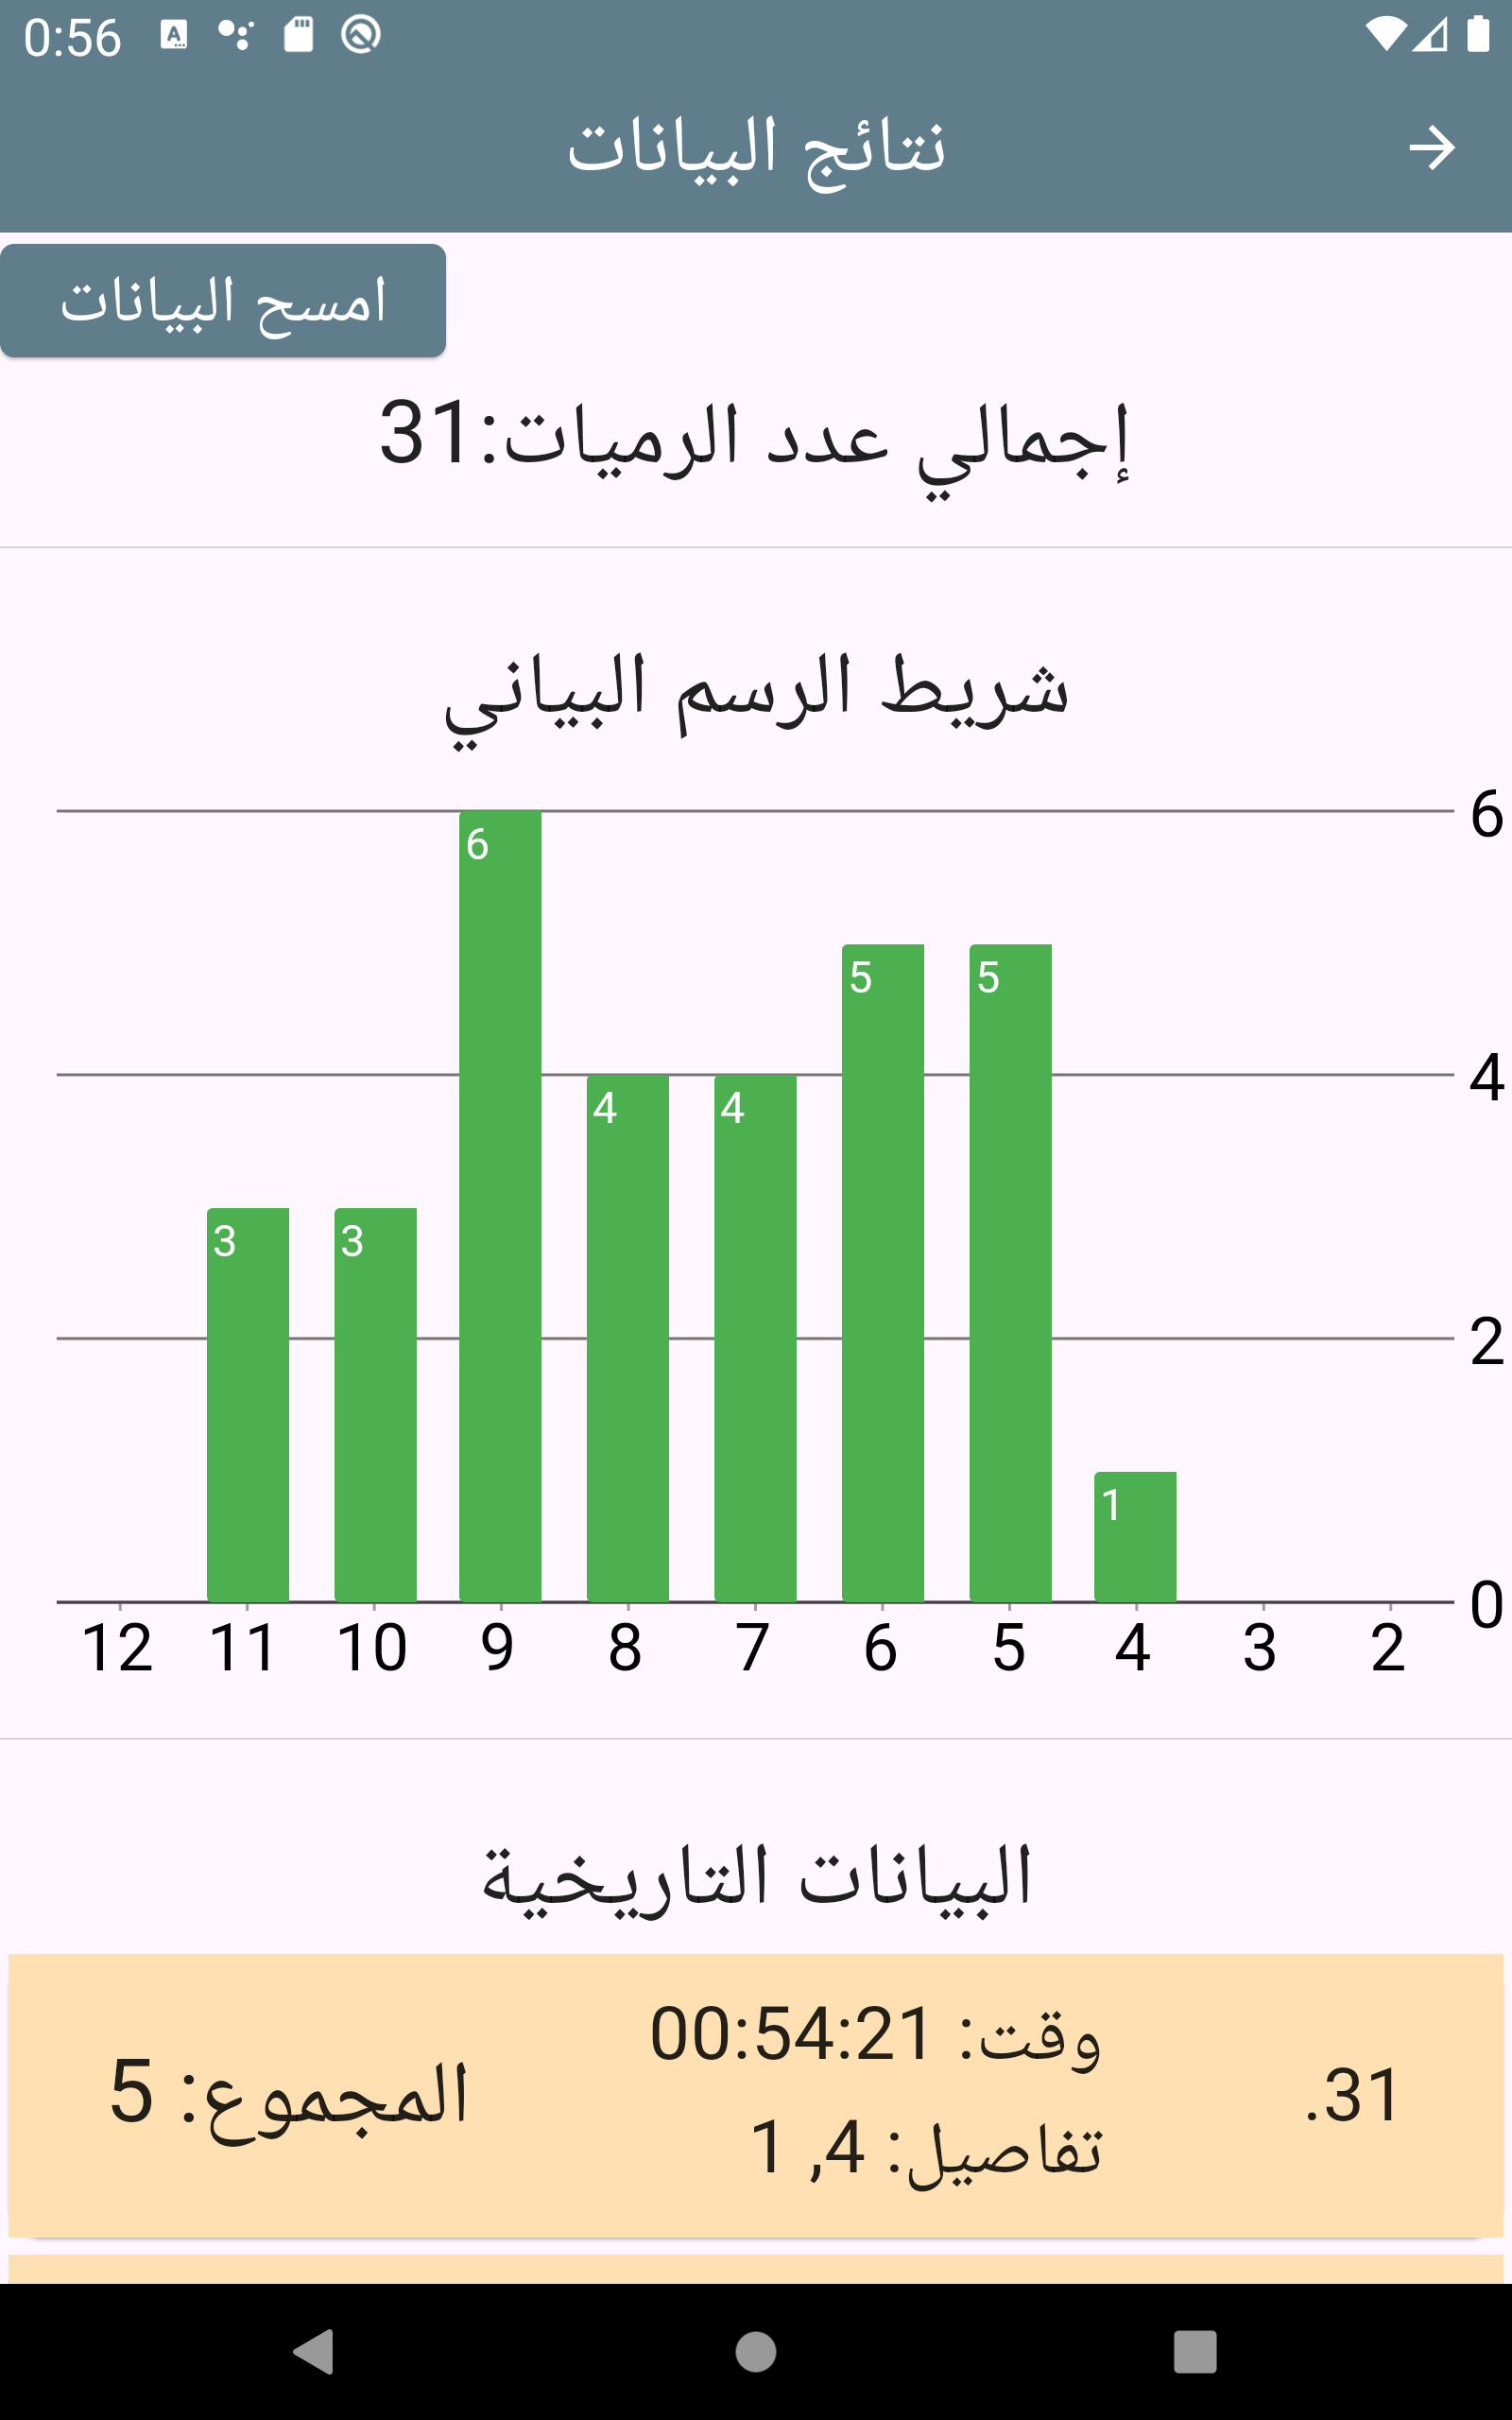 0:56
نتائج البيانات
امسح البيانات
إجمالي عدد الرميات:31
شريط الرسم البياني
6
4
2
0
3
3
6
4
4
5
5
1
12 11 10 9 8 7 6 5 4 3 2
البيانات التاريخية
31.
وقت: 00:54:21
تفاصيل: 4, 1
المجموع: 5